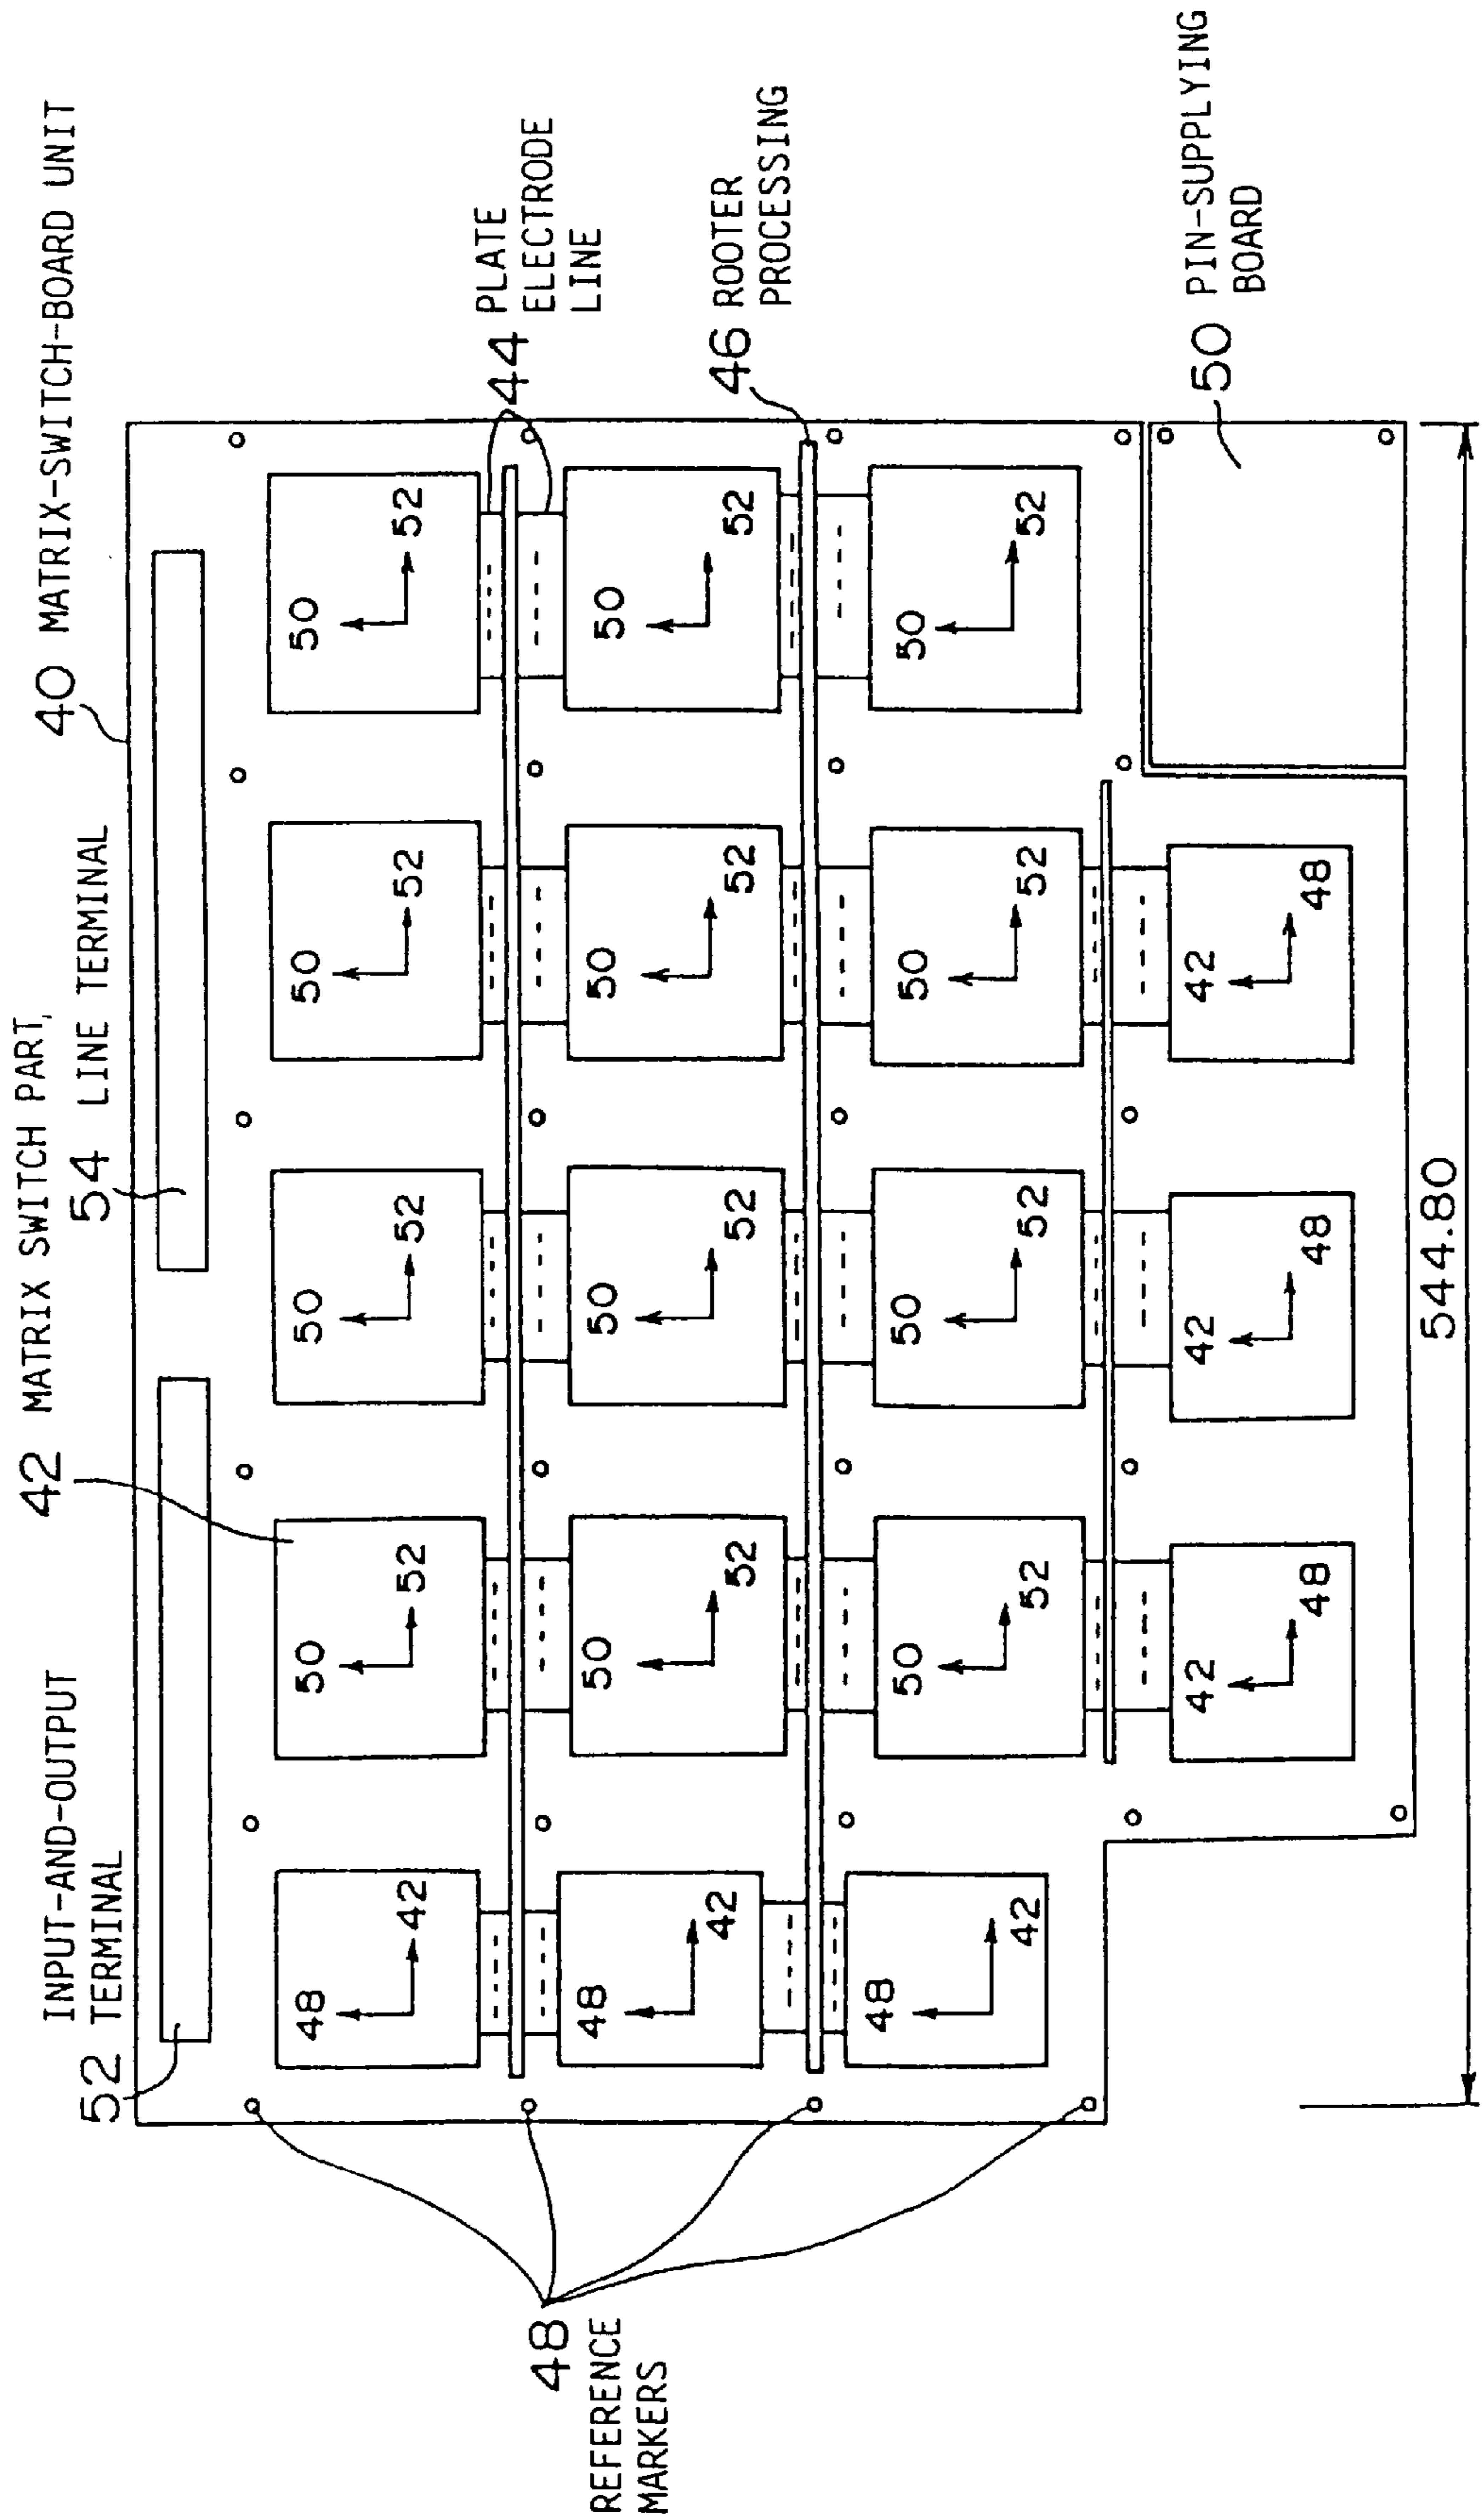 INPUT-AND-OUTPUT
52 TERMINAL
42 MATRIX SWITCH PART,
54 LINE TERMINAL
40 MATRIX-SWITCH-BOARD UNIT
48 50 50 50 50
42 52 52 52 52
44 PLATE
ELECTRODE
LINE
48
REFERENCE
MARKERS
48 50 50 50 50
42 52 52 52 52
46 ROOTER
PROCESSING
48 50 50 50 50
42 52 52 52 52
42 42 42
48 48 48
50 PIN-SUPPLYING
BOARD
544.80